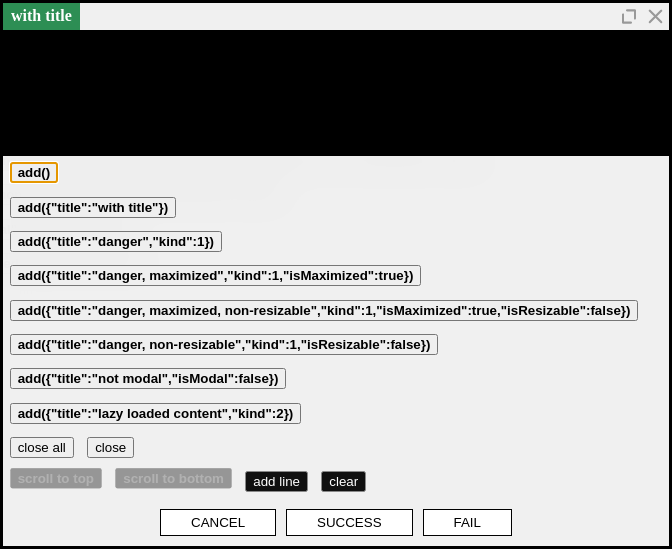 with title
add()
add({"title":"with title"})
add({"title":"danger","kind":1})
add({"title":"danger, maximized","kind":1,"isMaximized":true})
add({"title":"danger, maximized, non-resizable","kind":1,"isMaximized":true,"isResizable":false})
add({"title":"danger, non-resizable","kind":1,"isResizable":false})
add({"title":"not modal","isModal":false})
add({"title":"lazy loaded content","kind":2})
close all close
scroll to top scroll to bottom add line clear
CANCEL SUCCESS FAIL